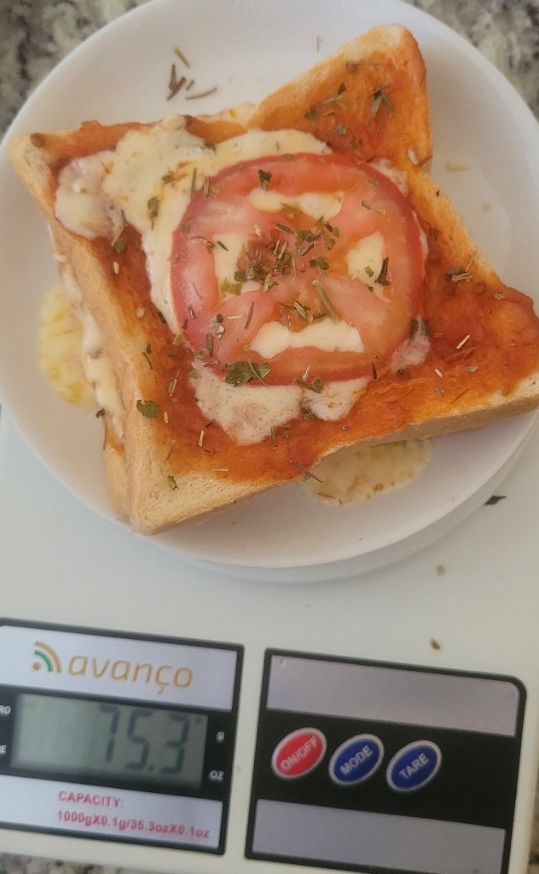 avanço
75.3
g
OZ
CAPACITY:
1000gX0.1g/35.3ozX0.1oz
ON/OFF
MODE
TARE